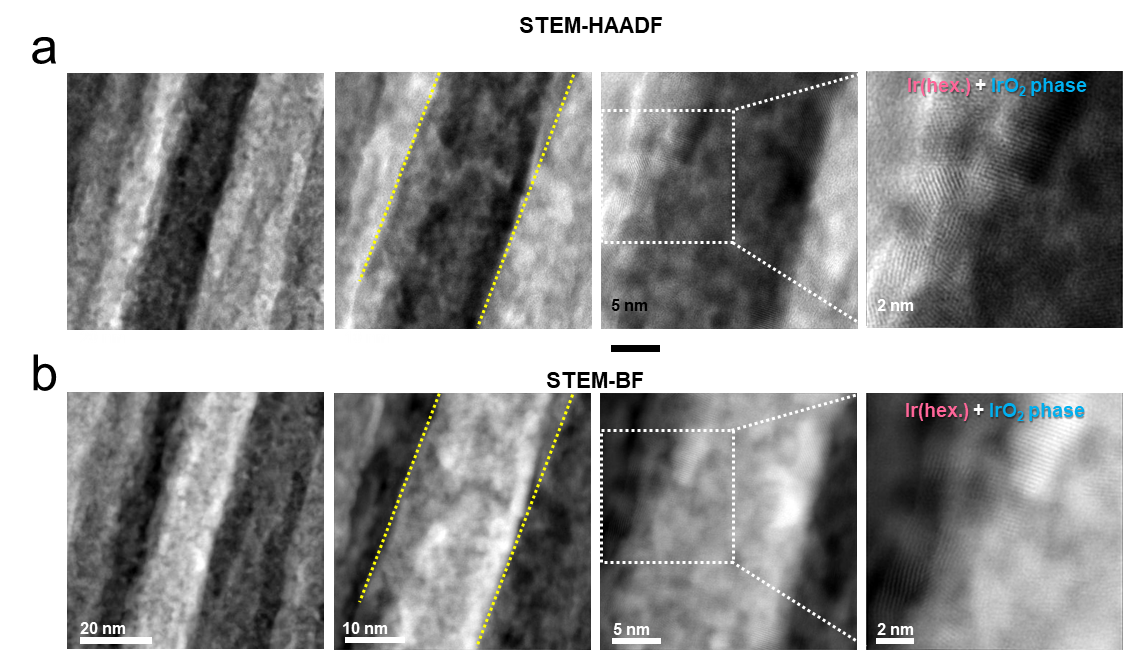 STEM-HAADF
a
Ir(hex.) + IrO₂ phase
5 nm
2 nm
STEM-BF
b
Ir(hex.) + IrO₂ phase
20 nm
10 nm
5 nm
2 nm